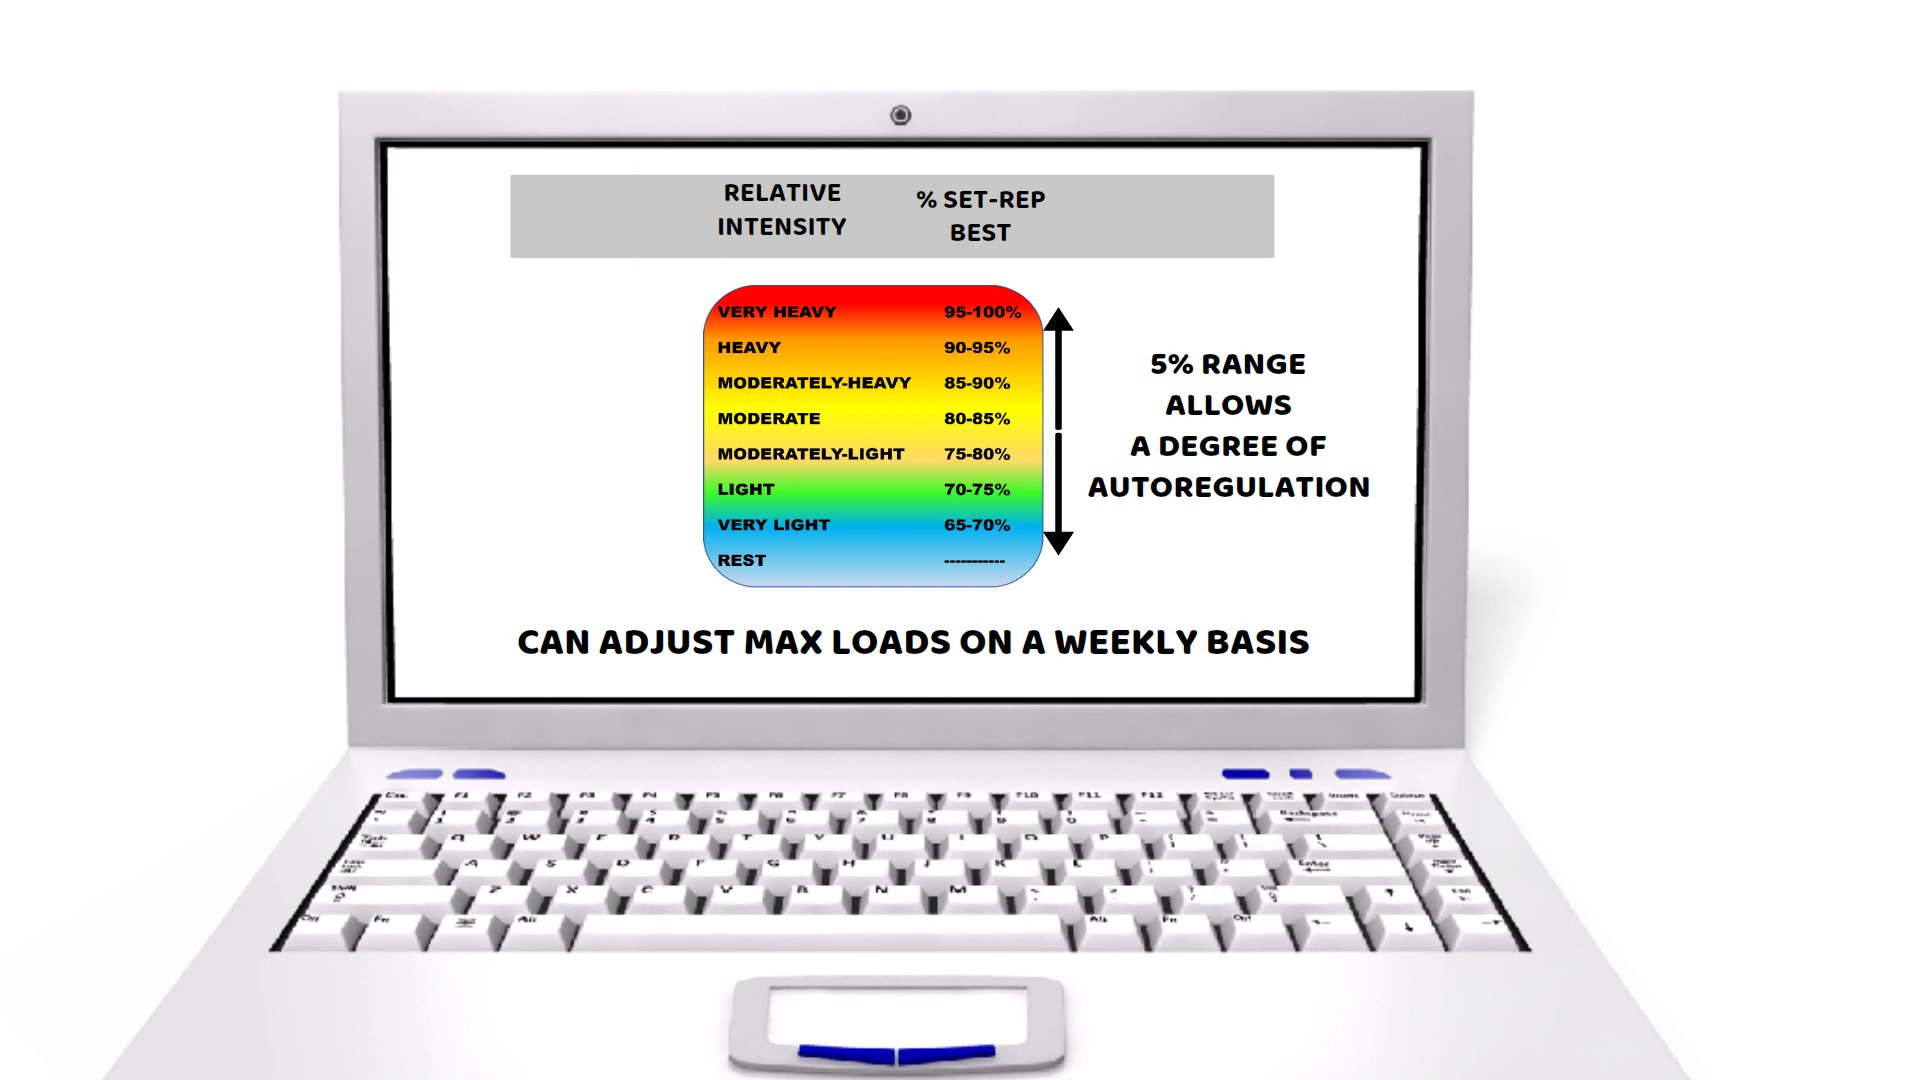 RELATIVE
INTENSITY
% SET-REP
BEST
VERY HEAVY 95-100%
HEAVY 90-95%
MODERATELY-HEAVY 85-90%
MODERATE 80-85%
MODERATELY-LIGHT 75-80%
LIGHT 70-75%
VERY LIGHT 65-70%
REST -----------
5% RANGE
ALLOWS
A DEGREE OF
AUTOREGULATION
CAN ADJUST MAX LOADS ON A WEEKLY BASIS